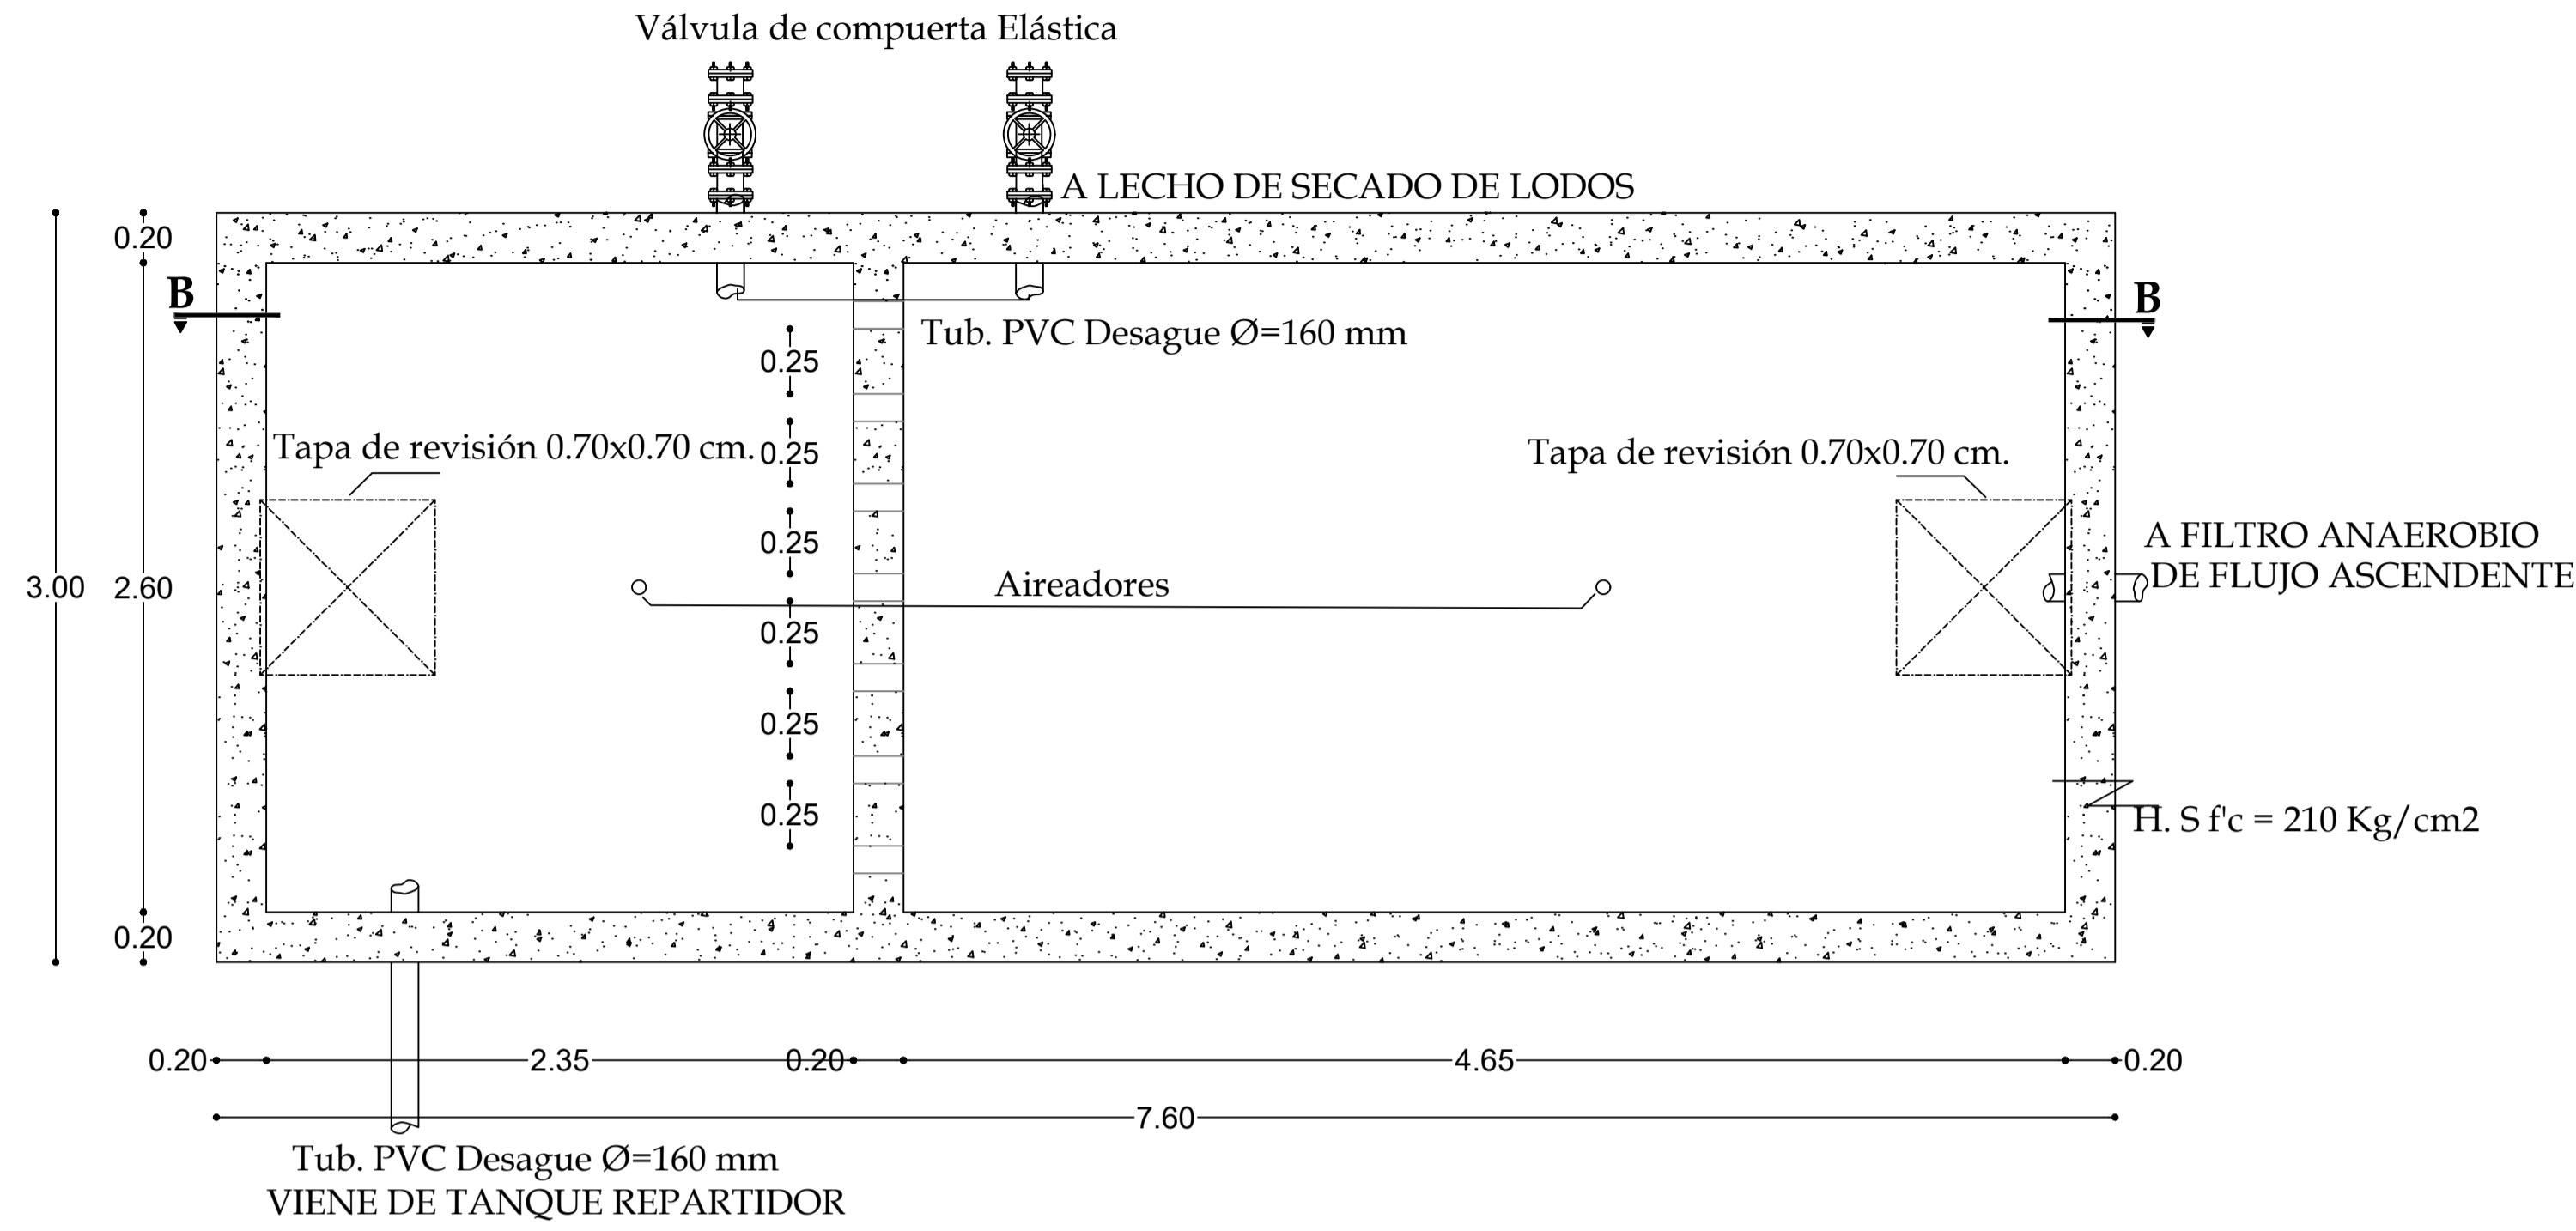 Válvula de compuerta Elástica
A LECHO DE SECADO DE LODOS
0.20
B
B
Tub. PVC Desague Ø=160 mm
0.25
Tapa de revisión 0.70x0.70 cm.
0.25
Tapa de revisión 0.70x0.70 cm.
0.25
A FILTRO ANAEROBIO
DE FLUJO ASCENDENTE
3.00
2.60
Aireadores
0.25
0.25
0.25
H. S f'c = 210 Kg/cm2
0.20
0.20
2.35
0.20
4.65
0.20
7.60
Tub. PVC Desague Ø=160 mm
VIENE DE TANQUE REPARTIDOR